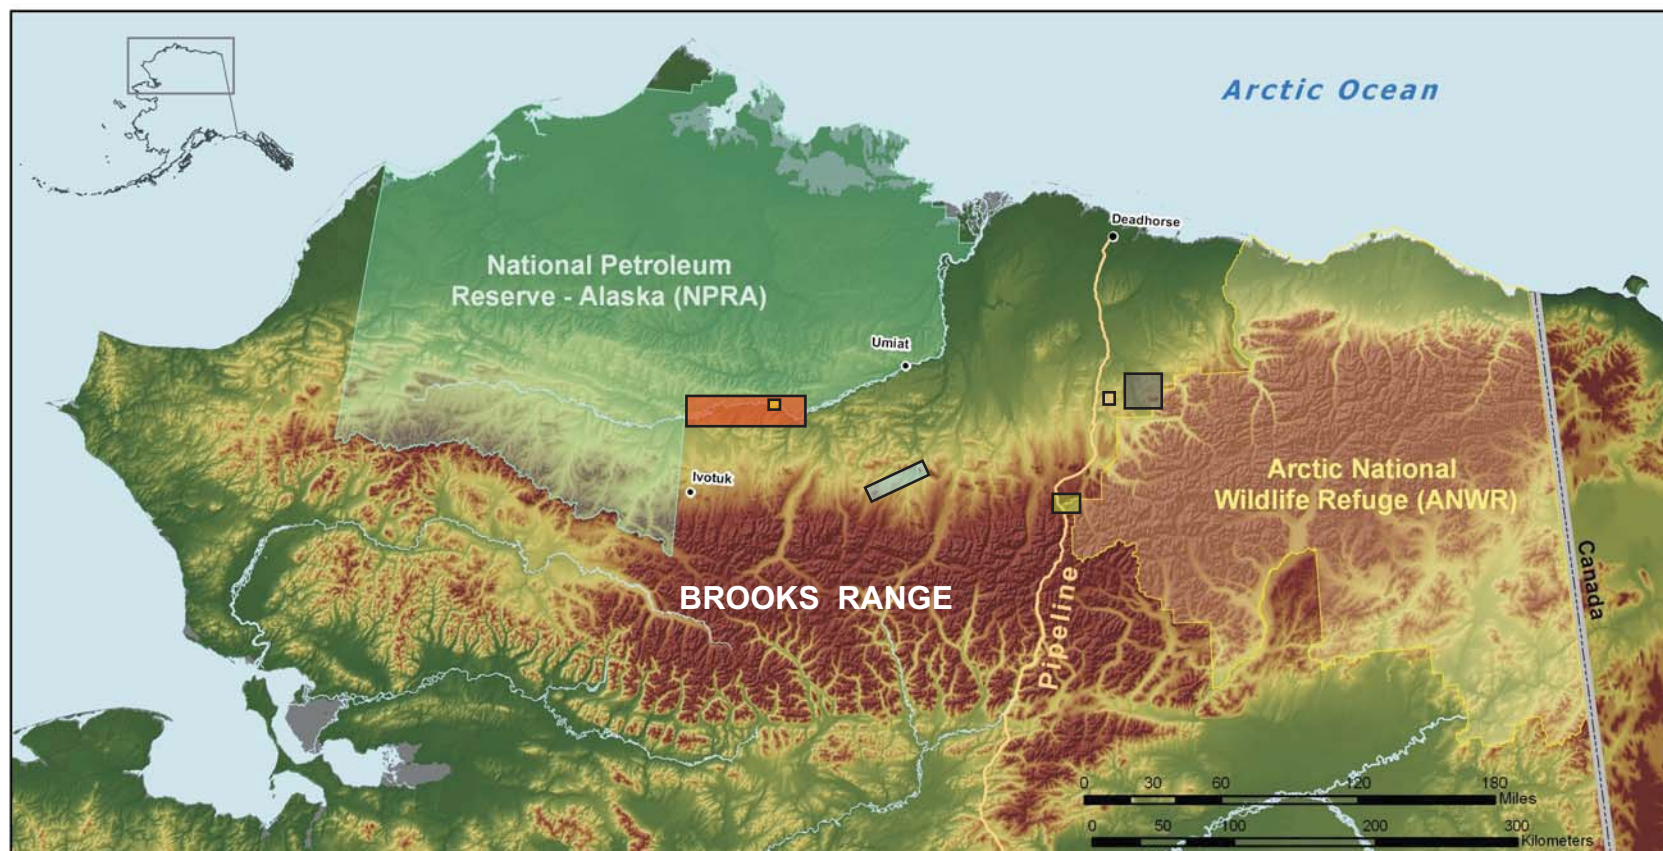 Arctic Ocean
Deadhorse
National Petroleum
Reserve - Alaska (NPRA)
Umiat
Ivotuk
Arctic National
Wildlife Refuge (ANWR)
Canada
BROOKS RANGE
Pipeline
0 30 60 120 180
Miles
0 50 100 200 300
Kilometers